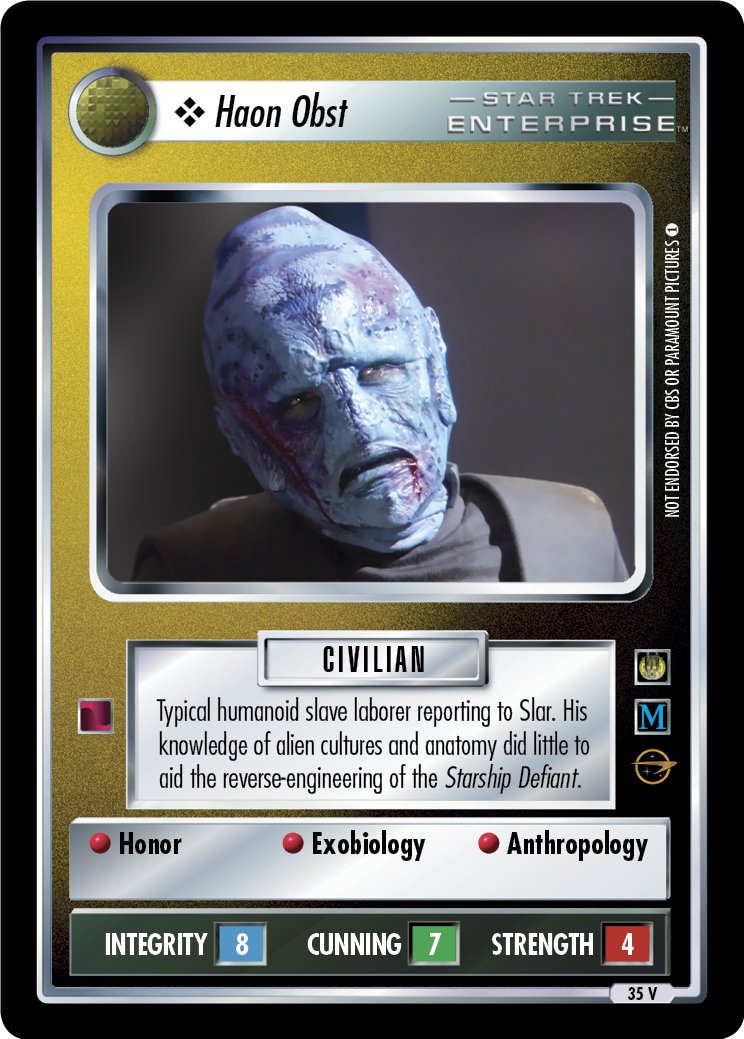 ❖ Haon Obst
STAR TREK
ENTERPRISE™
NOT ENDORSED BY CBS OR PARAMOUNT PICTURES 1
CIVILIAN
Typical humanoid slave laborer reporting to Slar. His
knowledge of alien cultures and anatomy did little to
aid the reverse-engineering of the Starship Defiant.
M
Honor Exobiology Anthropology
INTEGRITY 8 CUNNING 7 STRENGTH 4
35 V